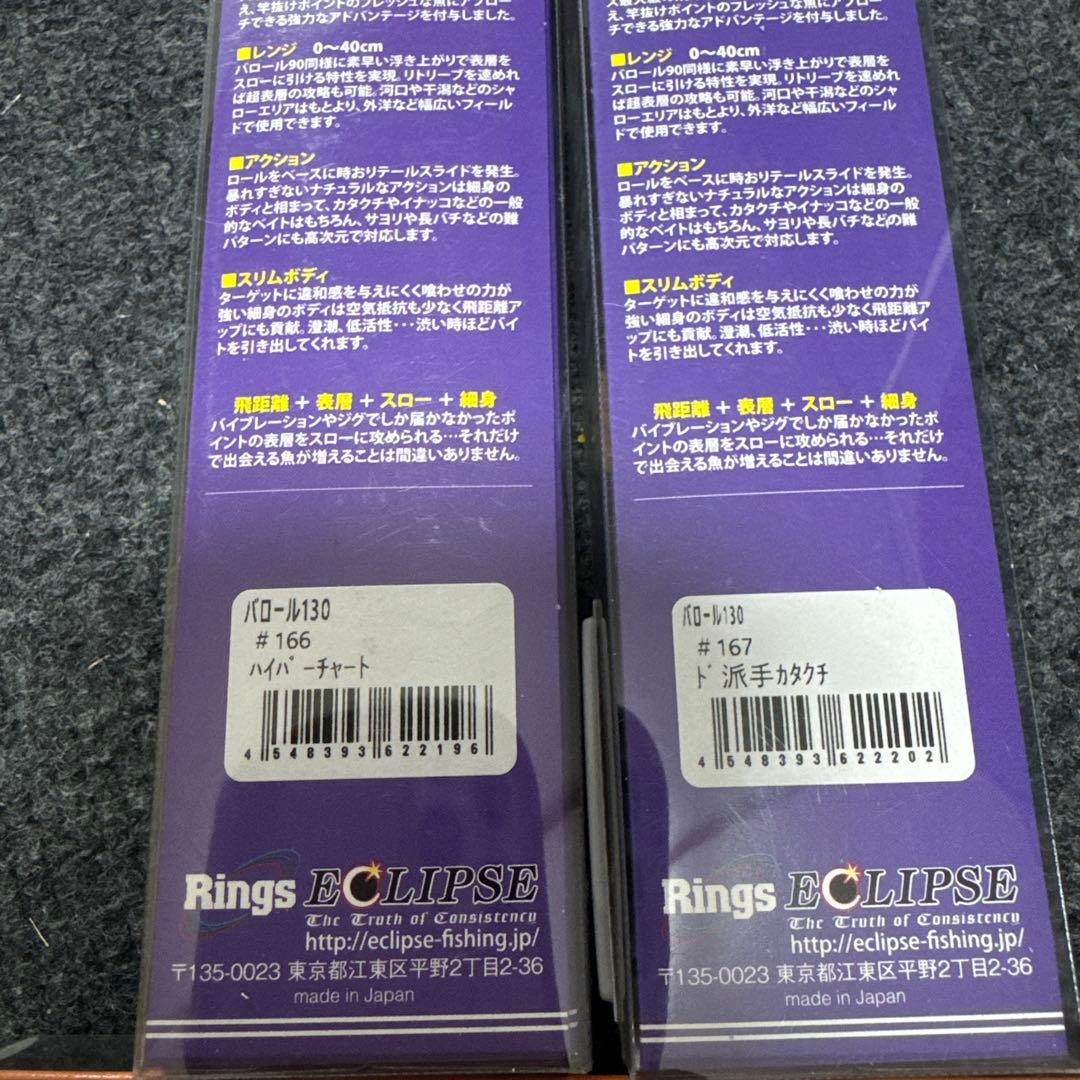 え、竿抜けポイントのフレッシュな魚にアプロー
チできる強力なアドバンテージを付与しました。
■レンジ 0〜40cm
バロール90同様に素早い浮き上がりで表層を
スローに引ける特性を実現。リトリーブを速めれ
ば超表層の攻略も可能。河口や干潟などのシャ
ローエリアはもとより、外洋など幅広いフィール
ドで使用できます。
■アクション
ロールをベースに時おりテールスライドを発生。
暴れすぎないナチュラルなアクションは細身の
ボディと相まって、カタクチやイナッコなどの一般
的なベイトはもちろん、サヨリや長バチなどの難
パターンにも高次元で対応します。
■スリムボディ
ターゲットに違和感を与えにくく喰わせの力が
強い細身のボディは空気抵抗も少なく飛距離ア
ップにも貢献。澄潮、低活性・・・渋い時ほどバイ
トを引き出してくれます。
飛距離＋表層＋スロー＋細身
バイブレーションやジグでしか届かなかったポ
イントの表層をスローに攻められる…それだけ
で出会える魚が増えることは間違いありません。
バロール130
#166
ハイパーチャート
4 548393 622196
Rings ECLIPSE
The Truth of Consistency
http://eclipse-fishing.jp/
〒135-0023 東京都江東区平野2丁目2-36
made in Japan
え、竿抜けポイントのフレッシュな魚にアプロー
チできる強力なアドバンテージを付与しました。
■レンジ 0〜40cm
バロール90同様に素早い浮き上がりで表層を
スローに引ける特性を実現。リトリーブを速めれ
ば超表層の攻略も可能。河口や干潟などのシャ
ローエリアはもとより、外洋など幅広いフィール
ドで使用できます。
■アクション
ロールをベースに時おりテールスライドを発生。
暴れすぎないナチュラルなアクションは細身の
ボディと相まって、カタクチやイナッコなどの一般
的なベイトはもちろん、サヨリや長バチなどの難
パターンにも高次元で対応します。
■スリムボディ
ターゲットに違和感を与えにくく喰わせの力が
強い細身のボディは空気抵抗も少なく飛距離ア
ップにも貢献。澄潮、低活性・・・渋い時ほどバイ
トを引き出してくれます。
飛距離＋表層＋スロー＋細身
バイブレーションやジグでしか届かなかったポ
イントの表層をスローに攻められる…それだけ
で出会える魚が増えることは間違いありません。
バロール130
#167
ド派手カタクチ
4 548393 622202
Rings ECLIPSE
The Truth of Consistency
http://eclipse-fishing.jp/
〒135-0023 東京都江東区平野2丁目2-36
made in Japan